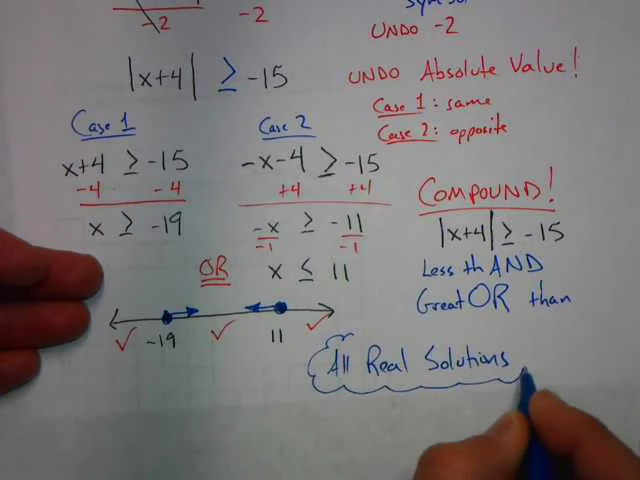 -2 -2
Symbol
UNDO -2
|x+4| ≥ -15
UNDO Absolute Value!
Case 1: same
Case 2: opposite
Case 1
x+4 ≥ -15
-4 -4
x ≥ -19
Case 2
-x-4 ≥ -15
+4 +4
-x ≥ -11
-1 -1
OR x ≤ 11
-19 11
COMPOUND!
|x+4| ≥ -15
Less thAND
GreatOR than
All Real Solutions